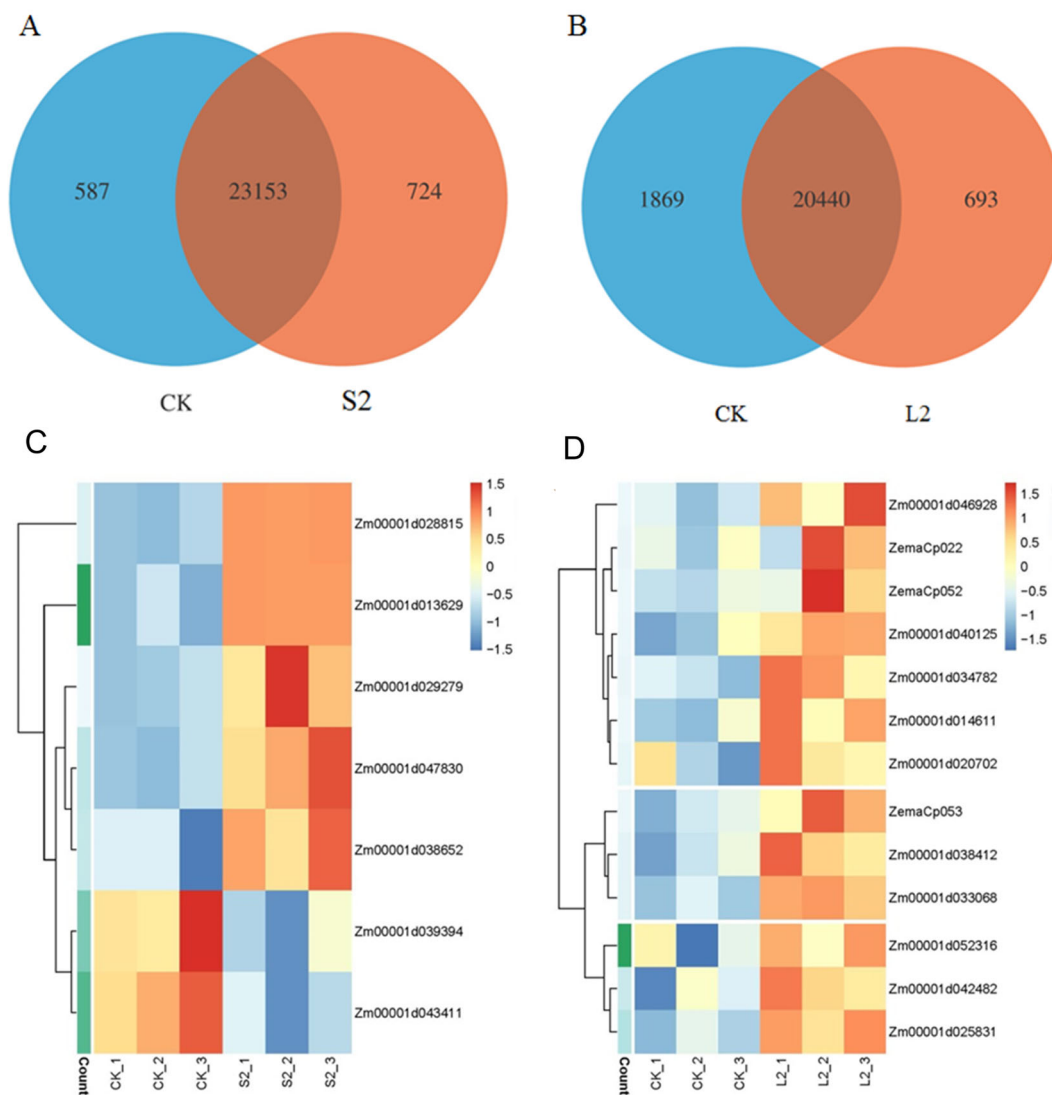 A
587
23153
724
CK
S2
B
1869
20440
693
CK
L2
C
1.5
1
0.5
0
−0.5
−1
−1.5
Zm00001d028815
Zm00001d013629
Zm00001d029279
Zm00001d047830
Zm00001d038652
Zm00001d039394
Zm00001d043411
Count
CK_1
CK_2
CK_3
S2_1
S2_2
S2_3
D
1.5
1
0.5
0
−0.5
−1
−1.5
Zm00001d046928
ZemaCp022
ZemaCp052
Zm00001d040125
Zm00001d034782
Zm00001d014611
Zm00001d020702
ZemaCp053
Zm00001d038412
Zm00001d033068
Zm00001d052316
Zm00001d042482
Zm00001d025831
Count
CK_1
CK_2
CK_3
L2_1
L2_2
L2_3